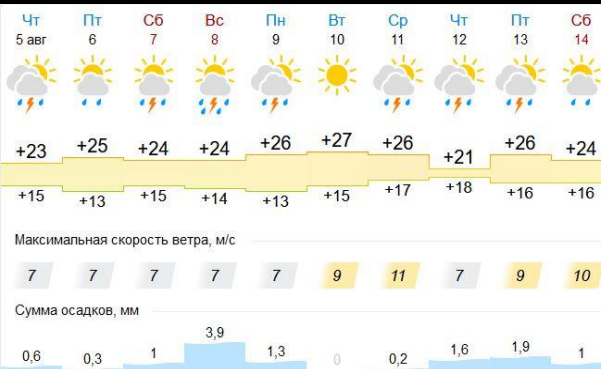 Чт Пт Сб Вс Пн Вт Ср Чт Пт Сб
5 авг 6 7 8 9 10 11 12 13 14
+23 +25 +24 +24 +26 +27 +26 +21 +26 +24
+15 +13 +15 +14 +13 +15 +17 +18 +16 +16
Максимальная скорость ветра, м/с
7 7 7 7 7 9 11 7 9 10
Сумма осадков, мм
0,6 0,3 1 3,9 1,3 0 0,2 1,6 1,9 1